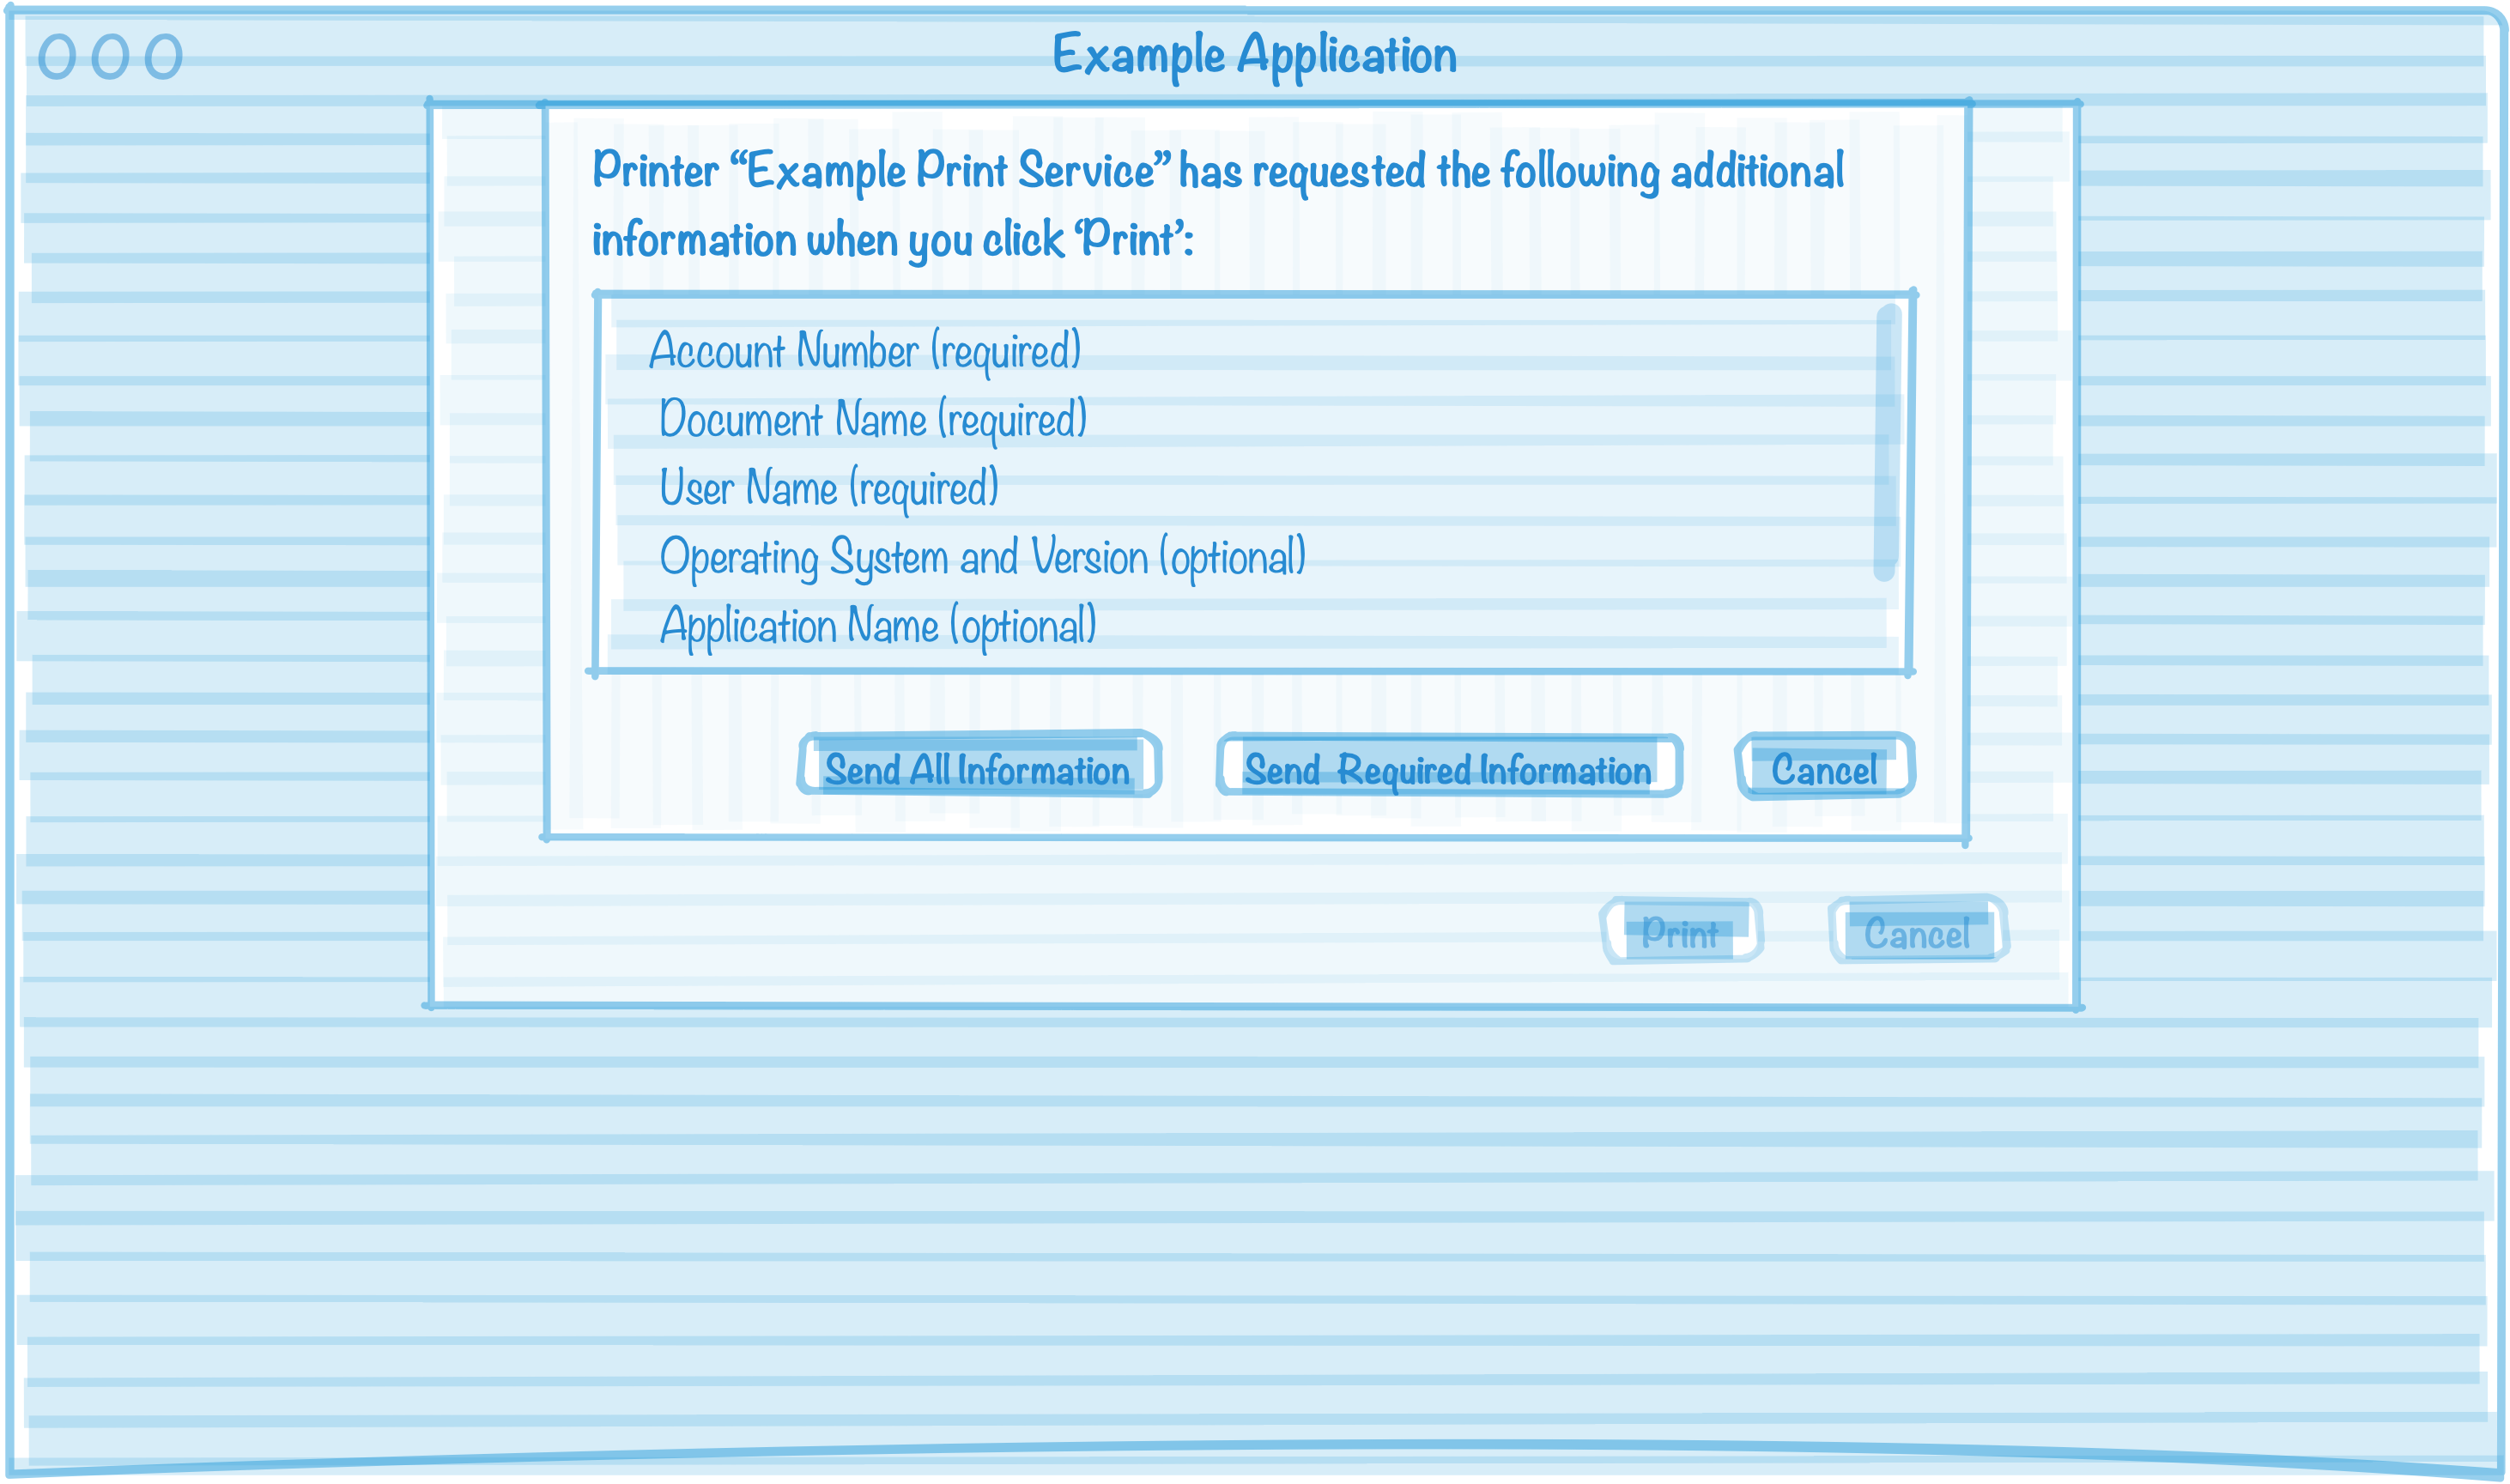 Example Application
Printer “Example Print Service” has requested the following additional
information when you click ‘Print’:
Account Number (required)
Document Name (required)
User Name (required)
Operating System and Version (optional)
Application Name (optional)
Send All Information Send Required Information Cancel
Print Cancel